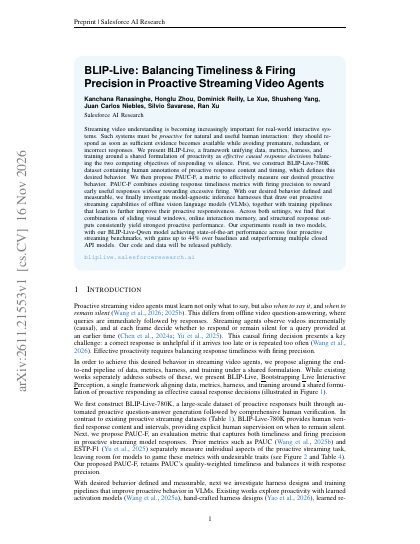 Preprint | Salesforce AI Research
BLIP-Live: Balancing Timeliness & Firing
Precision in Proactive Streaming Video Agents
Kanchana Ranasinghe, Honglu Zhou, Dominick Reilly, Le Xue, Shusheng Yang,
Juan Carlos Niebles, Silvio Savarese, Ran Xu
Salesforce AI Research
Streaming video understanding is becoming increasingly important for real-world interactive sys-
tems. Such systems must be proactive for natural and useful human interaction: they should re-
spond as soon as sufficient evidence becomes available while avoiding premature, redundant, or
incorrect responses. We present BLIP-Live, a framework unifying data, metrics, harness, and
training around a shared formulation of proactivity as effective causal response decisions balanc-
ing the two competing objectives of responding vs silence. First, we construct BLIP-Live-780K
dataset containing human annotations of proactive response content and timing, which defines this
desired behavior. We then propose PAUC-F, a metric to effectively measure our desired proactive
behavior. PAUC-F combines existing response timeliness metrics with firing precision to reward
early useful responses without rewarding excessive firing. With our desired behavior defined and
measurable, we finally investigate model-agnostic inference harnesses that draw out proactive
streaming capabilities of offline vision language models (VLMs), together with training pipelines
that learn to further improve their proactive responsiveness. Across both settings, we find that
combinations of sliding windows, online interaction memory, and structured response out-
puts consistently yield strongest proactive performance. Our experiments result in two models,
with our BLIP-Live-Qwen model achieving state-of-the-art performance across four proactive
streaming benchmarks, with gains up to 44% over baselines and outperforming multiple closed
API models. Our code and data will be released publicly.
bliplive.salesforceresearch.ai
1 INTRODUCTION
Proactive streaming video agents must learn not only what to say, but also when to say it, and when to
remain silent (Wang et al., 2026; 2025b). This differs from offline video question-answering, where
queries are immediately followed by responses. Streaming agents observe videos incrementally
(causal), and at each frame decide whether to respond or remain silent for a query provided at
an earlier time (Chen et al., 2024a; Yu et al., 2025). This causal firing decision presents a key
challenge: a correct response is unhelpful if it arrives too late or is repeated too often (Wang et al.,
2026). Effective proactivity requires balancing response timeliness with firing precision.
In order to achieve this desired behavior in streaming video agents, we propose aligning the end-
to-end pipeline of data, metrics, harness, and training under a shared formulation. While existing
works separately address subsets of these, we present BLIP-Live, Bootstrapping Live Interactive
Perception, a single framework aligning data, metrics, harness, and training around a shared formu-
lation of proactive responding as effective causal response decisions (illustrated in Figure 1).
We first construct BLIP-Live-780K, a large-scale dataset of proactive responses built through au-
tomated proactive question-answer generation followed by comprehensive human verification. In
contrast to existing proactive streaming datasets (Table 1), BLIP-Live-780K provides human veri-
fied response content and intervals, providing explicit human supervision on when to remain silent.
Next, we propose PAUC-F, an evaluation metric that captures both timeliness and firing precision
in proactive streaming model responses. Prior metrics such as PAUC (Wang et al., 2025b) and
ESTP-F1 (Yu et al., 2025) separately measure individual aspects of the proactive streaming task,
leaving room for models to game these metrics with undesirable traits (see Figure 2 and Table 4).
Our proposed PAUC-F, retains PAUC's quality-weighted timeliness and balances it with response
precision.
With desired behavior defined and measurable, next we investigate harness designs and training
pipelines that improve proactive behavior in VLMs. Existing works explore proactivity with learned
activation models (Wang et al., 2025a), hand-crafted harness designs (Yao et al., 2026), learned re-
1
arXiv:2611.21553v1 [cs.CV] 16 Nov 2026